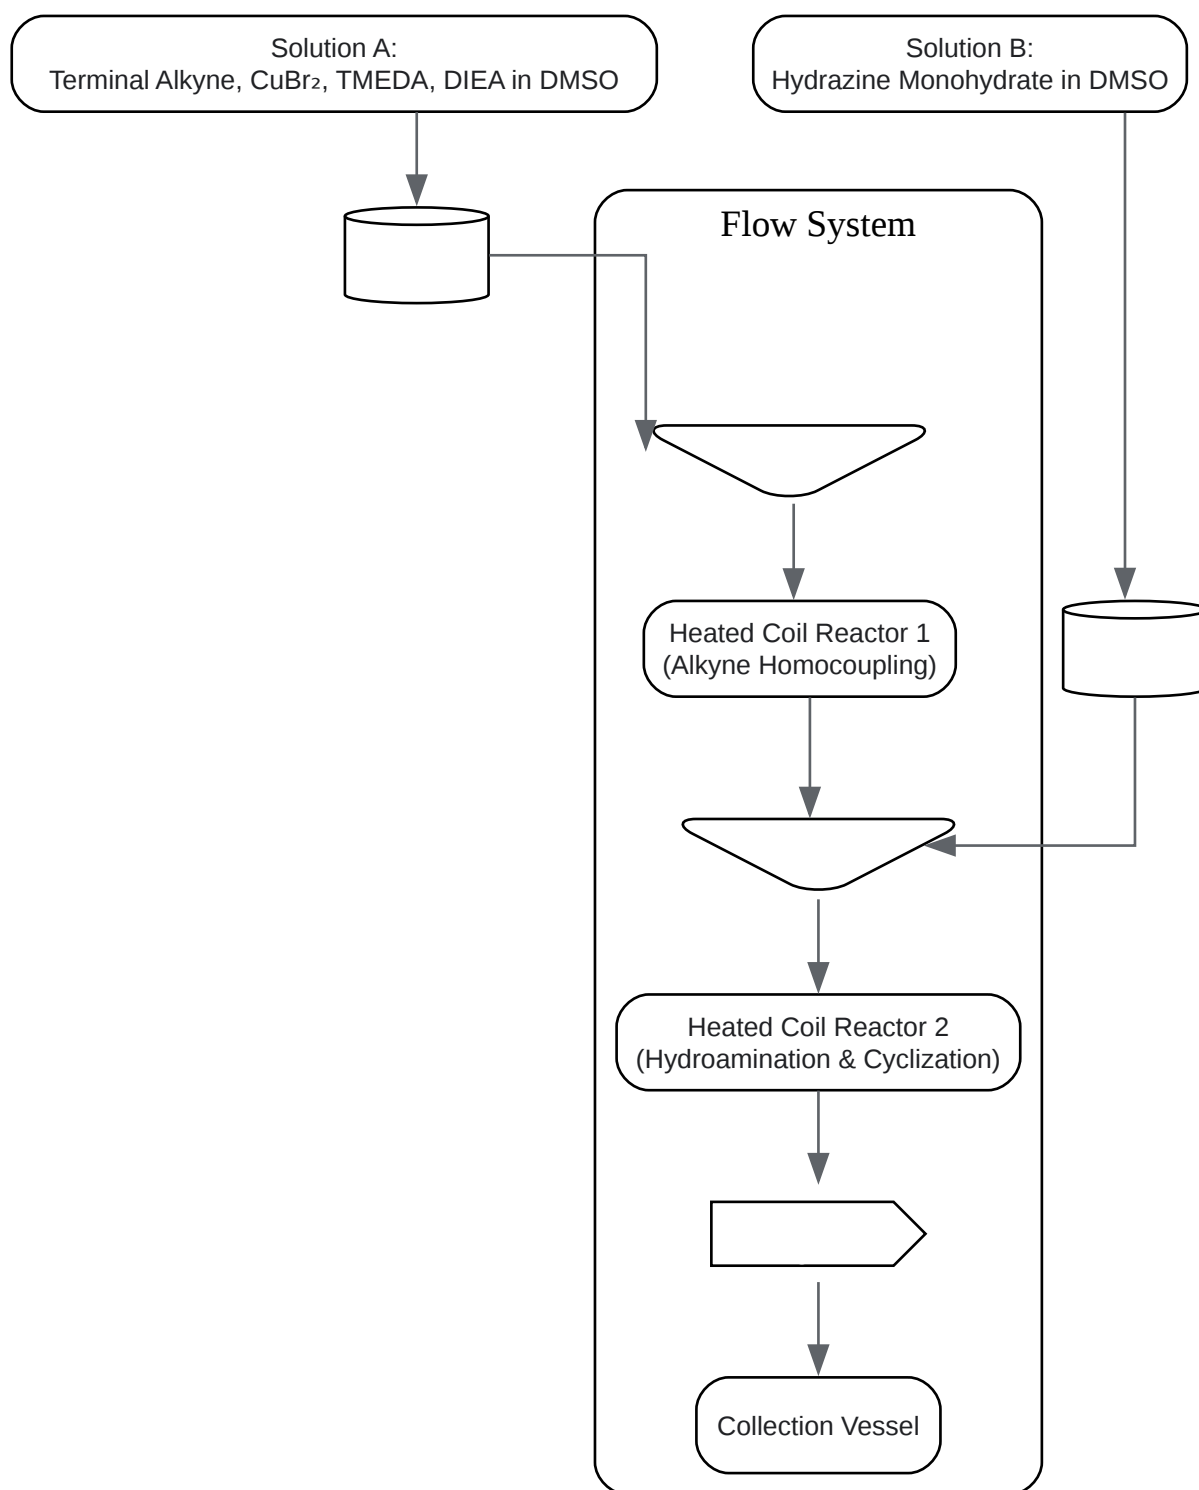 Solution A:
Terminal Alkyne, CuBr₂, TMEDA, DIEA in DMSO
Solution B:
Hydrazine Monohydrate in DMSO
Flow System
Heated Coil Reactor 1
(Alkyne Homocoupling)
Heated Coil Reactor 2
(Hydroamination & Cyclization)
Collection Vessel